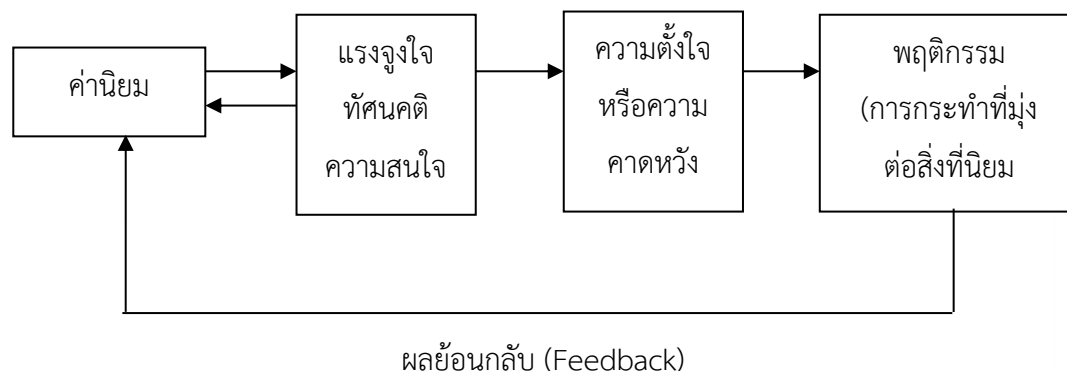 ค่านิยม
แรงจูงใจ
ทัศนคติ
ความสนใจ
ความตั้งใจ
หรือความ
คาดหวัง
พฤติกรรม
(การกระทำที่มุ่ง
ต่อสิ่งที่นิยม
ผลย้อนกลับ (Feedback)